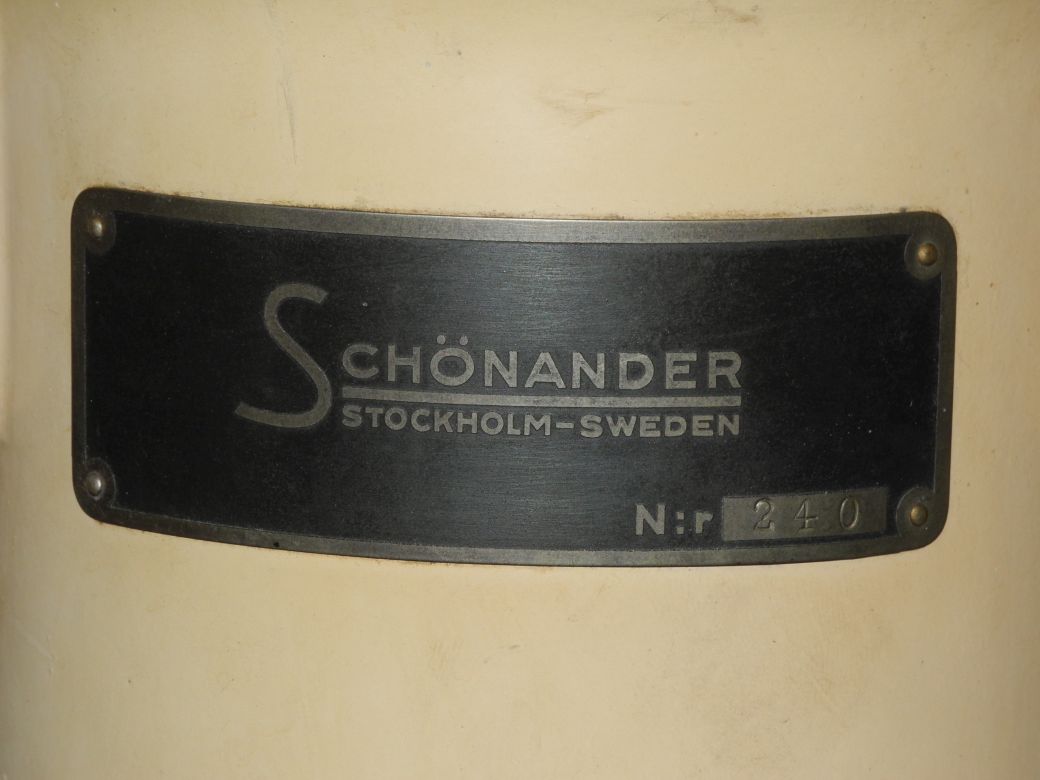 SCHÖNANDER
STOCKHOLM-SWEDEN
N:r 240